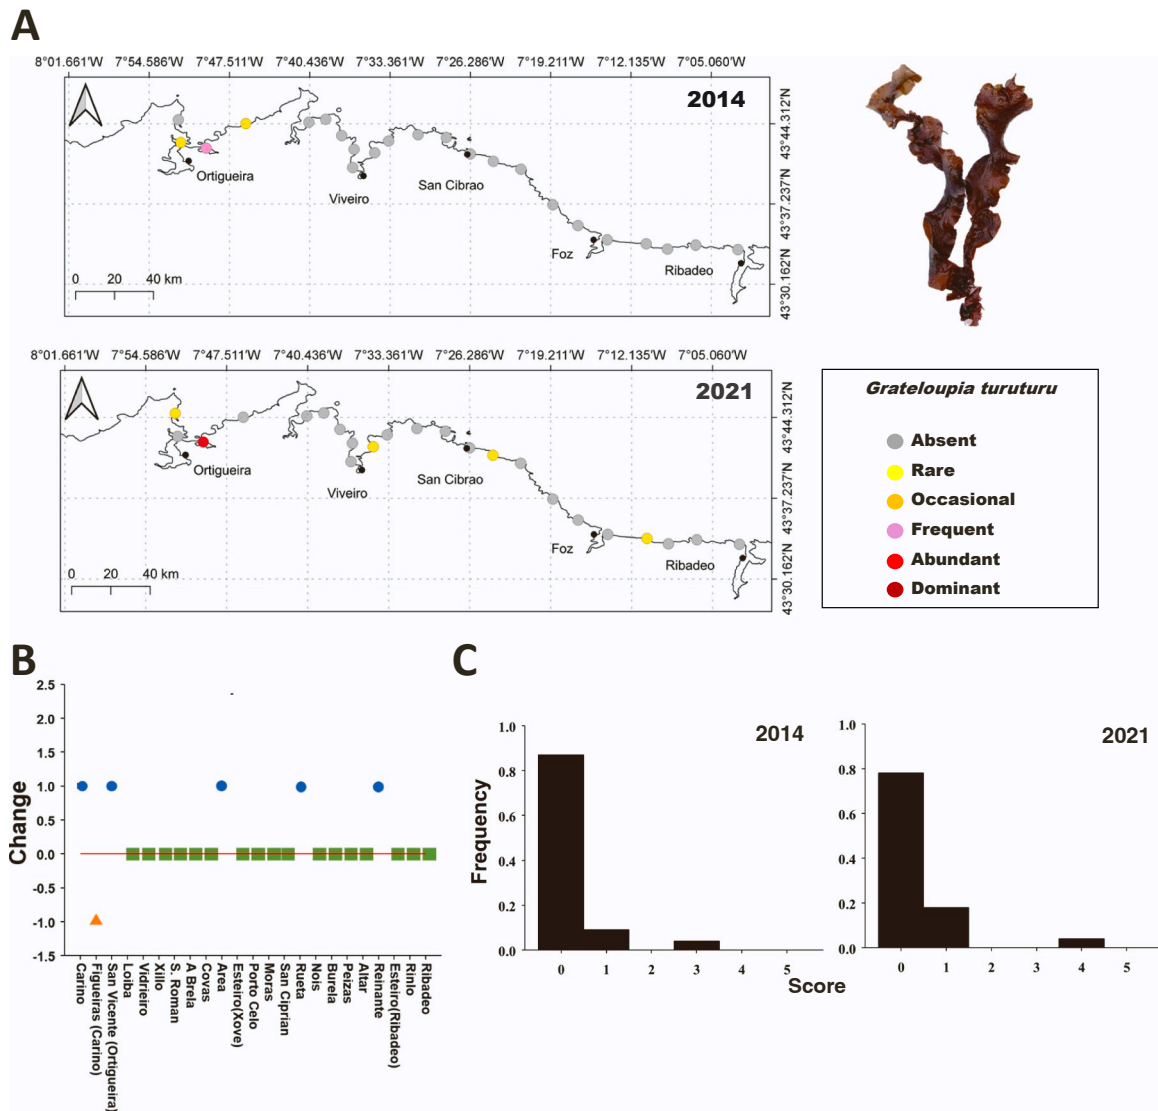 A
8°01.661'W 7°54.586'W 7°47.511'W 7°40.436'W 7°33.361'W 7°26.286'W 7°19.211'W 7°12.135'W 7°05.060'W
2014
43°44.312'N
43°37.237'N
43°30.162'N
Ortigueira
Viveiro
San Cibrao
Foz
Ribadeo
0 20 40 km
8°01.661'W 7°54.586'W 7°47.511'W 7°40.436'W 7°33.361'W 7°26.286'W 7°19.211'W 7°12.135'W 7°05.060'W
2021
43°44.312'N
43°37.237'N
43°30.162'N
Ortigueira
Viveiro
San Cibrao
Foz
Ribadeo
0 20 40 km
Grateloupia turuturu
Absent
Rare
Occasional
Frequent
Abundant
Dominant
B
Change
2.5
2.0
1.5
1.0
0.5
0.0
-0.5
-1.0
-1.5
Carino
Figueiras (Carino)
San Vicente (Ortigueira)
Loiba
Vidrieiro
Xilo
S. Roman
A Brela
Covas
Area
Esteiro(Xove)
Porto Celo
Moras
San Ciprian
Rueta
Nois
Burela
Peizas
Altar
Reinante
Esteiro(Ribadeo)
Rinlo
Ribadeo
C
Frequency
2014
1.0
0.8
0.6
0.4
0.2
0.0
0 1 2 3 4 5
2021
1.0
0.8
0.6
0.4
0.2
0.0
0 1 2 3 4 5
Score